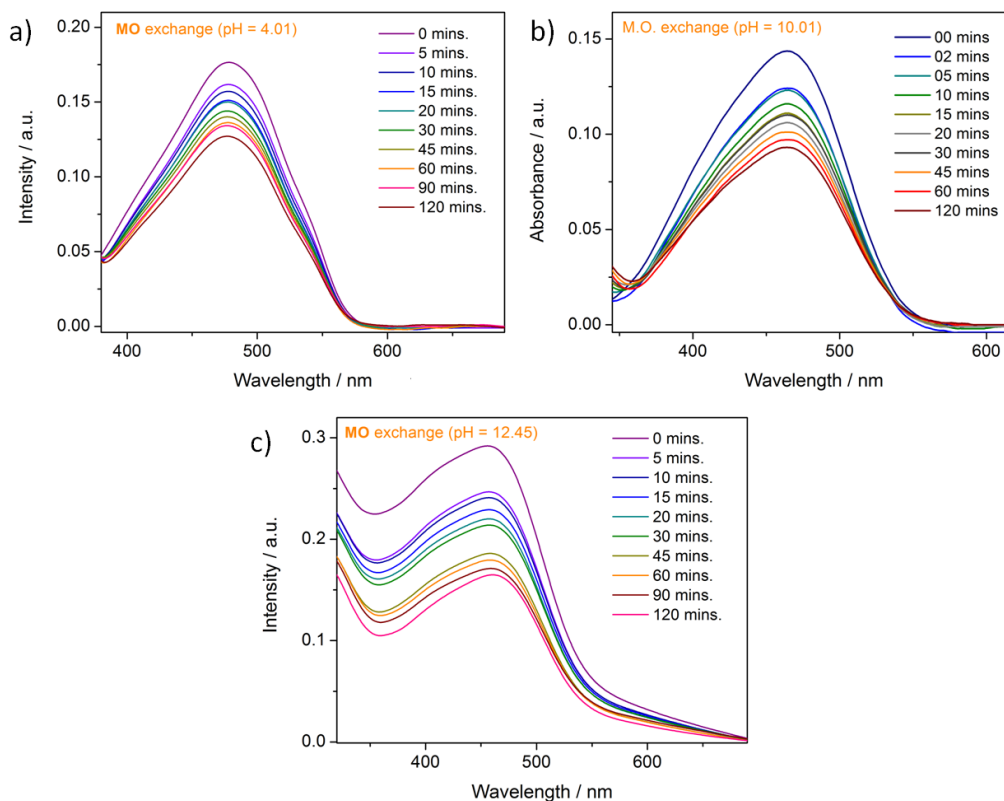 a)
MO exchange (pH = 4.01)
0 mins.
5 mins.
10 mins.
15 mins.
20 mins.
30 mins.
45 mins.
60 mins.
90 mins.
120 mins.
0.20
0.15
0.10
0.05
0.00
Intensity / a.u.
400
500
600
Wavelength / nm
b)
M.O. exchange (pH = 10.01)
00 mins
02 mins
05 mins
10 mins
15 mins
20 mins
30 mins
45 mins
60 mins
120 mins
0.15
0.10
0.05
0.00
Absorbance / a.u.
400
500
600
Wavelength / nm
c)
MO exchange (pH = 12.45)
0 mins.
5 mins.
10 mins.
15 mins.
20 mins.
30 mins.
45 mins.
60 mins.
90 mins.
120 mins.
0.3
0.2
0.1
0.0
Intensity / a.u.
400
500
600
Wavelength / nm